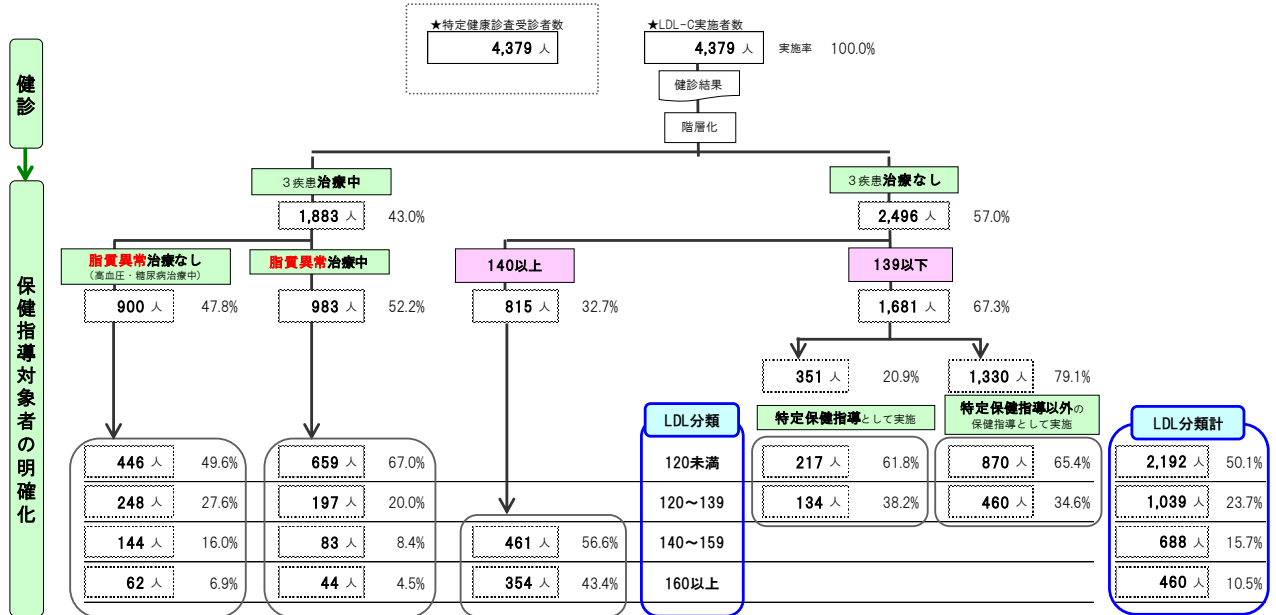 ★特定健康診査受診者数
4,379 人
★LDL-C実施者数
4,379 人 実施率 100.0%
健診結果
階層化
健診
3疾患治療中
1,883 人 43.0%
3疾患治療なし
2,496 人 57.0%
脂質異常治療なし
（高血圧・糖尿病治療中）
900 人 47.8%
脂質異常治療中
983 人 52.2%
140以上
815 人 32.7%
139以下
1,681 人 67.3%
351 人 20.9%
1,330 人 79.1%
特定保健指導として実施
特定保健指導以外の
保健指導として実施
保健指導対象者の明確化
LDL分類
LDL分類計
446 人 49.6% 659 人 67.0% 120未満 217 人 61.8% 870 人 65.4% 2,192 人 50.1%
248 人 27.6% 197 人 20.0% 120～139 134 人 38.2% 460 人 34.6% 1,039 人 23.7%
144 人 16.0% 83 人 8.4% 461 人 56.6% 140～159 688 人 15.7%
62 人 6.9% 44 人 4.5% 354 人 43.4% 160以上 460 人 10.5%